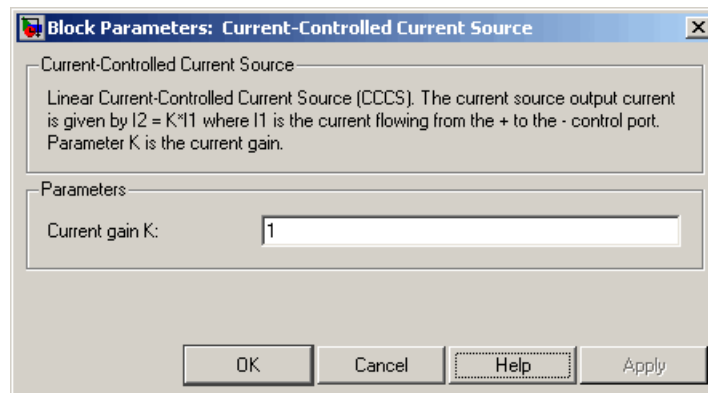 Block Parameters: Current-Controlled Current Source
Current-Controlled Current Source
Linear Current-Controlled Current Source (CCCS). The current source output current
is given by I2 = K*I1 where I1 is the current flowing from the + to the - control port.
Parameter K is the current gain.
Parameters
Current gain K: 1
OK Cancel Help Apply